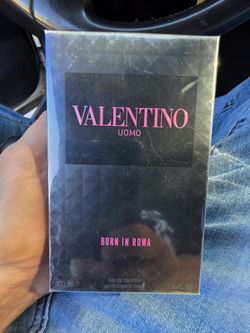 VALENTINO
UOMO
BORN IN ROMA
EAU DE TOILETTE